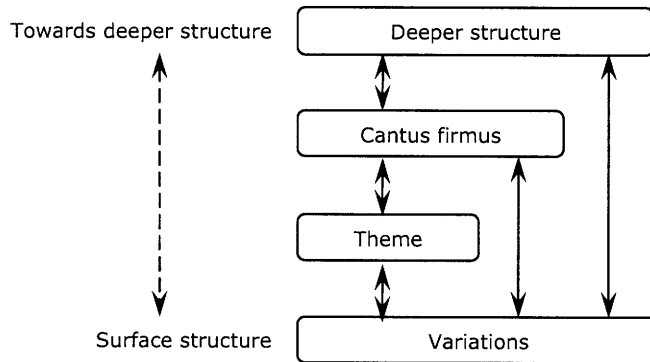 Towards deeper structure
Deeper structure
Cantus firmus
Theme
Surface structure
Variations